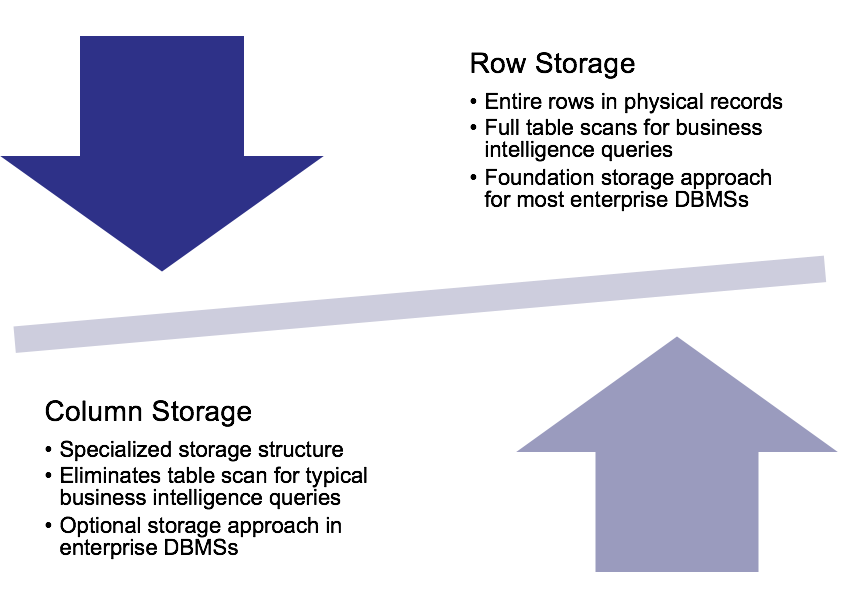 Row Storage
• Entire rows in physical records
• Full table scans for business
intelligence queries
• Foundation storage approach
for most enterprise DBMSs
Column Storage
• Specialized storage structure
• Eliminates table scan for typical
business intelligence queries
• Optional storage approach in
enterprise DBMSs